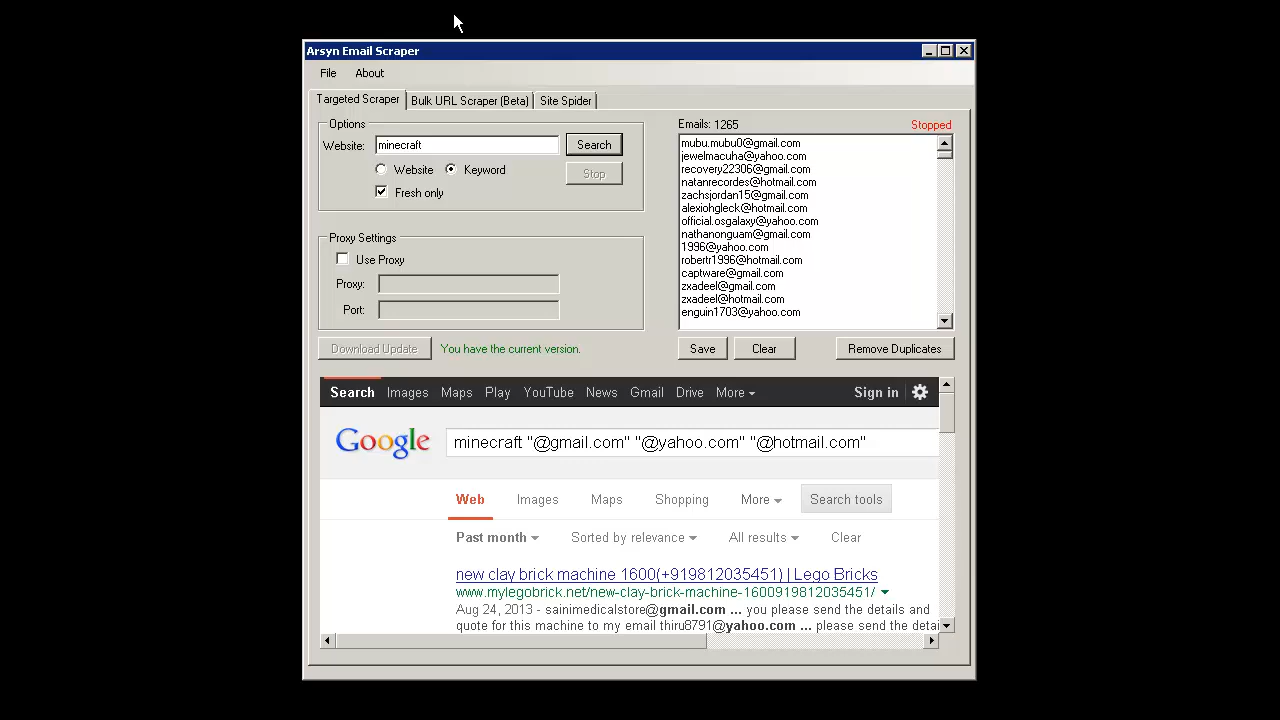 Arsyn Email Scraper
File About
Targeted Scraper Bulk URL Scraper (Beta) Site Spider
Options
Website: minecraft Search
Website Keyword Stop
Fresh only
Proxy Settings
Use Proxy
Proxy:
Port:
Download Update You have the current version.
Emails: 1265 Stopped
mubu.mubu0@gmail.com
jewelmacuha@yahoo.com
recovery22306@gmail.com
natanrecordes@hotmail.com
zachsjordan15@gmail.com
alexiohgleck@hotmail.com
official.osgalaxy@yahoo.com
nathanonguam@gmail.com
1996@yahoo.com
robertr1996@hotmail.com
captware@gmail.com
zxadeel@gmail.com
zxadeel@hotmail.com
enguin1703@yahoo.com
Save Clear Remove Duplicates
Search Images Maps Play YouTube News Gmail Drive More Sign in
Google minecraft "@gmail.com" "@yahoo.com" "@hotmail.com"
Web Images Maps Shopping More Search tools
Past month Sorted by relevance All results Clear
new clay brick machine 1600(+919812035451) | Lego Bricks
www.mylegobrick.net/new-clay-brick-machine-1600919812035451/
Aug 24, 2013 - sainimedicalstore@gmail.com ... you please send the details and
quote for this machine to my email thiru8791@yahoo.com ... please send the detai